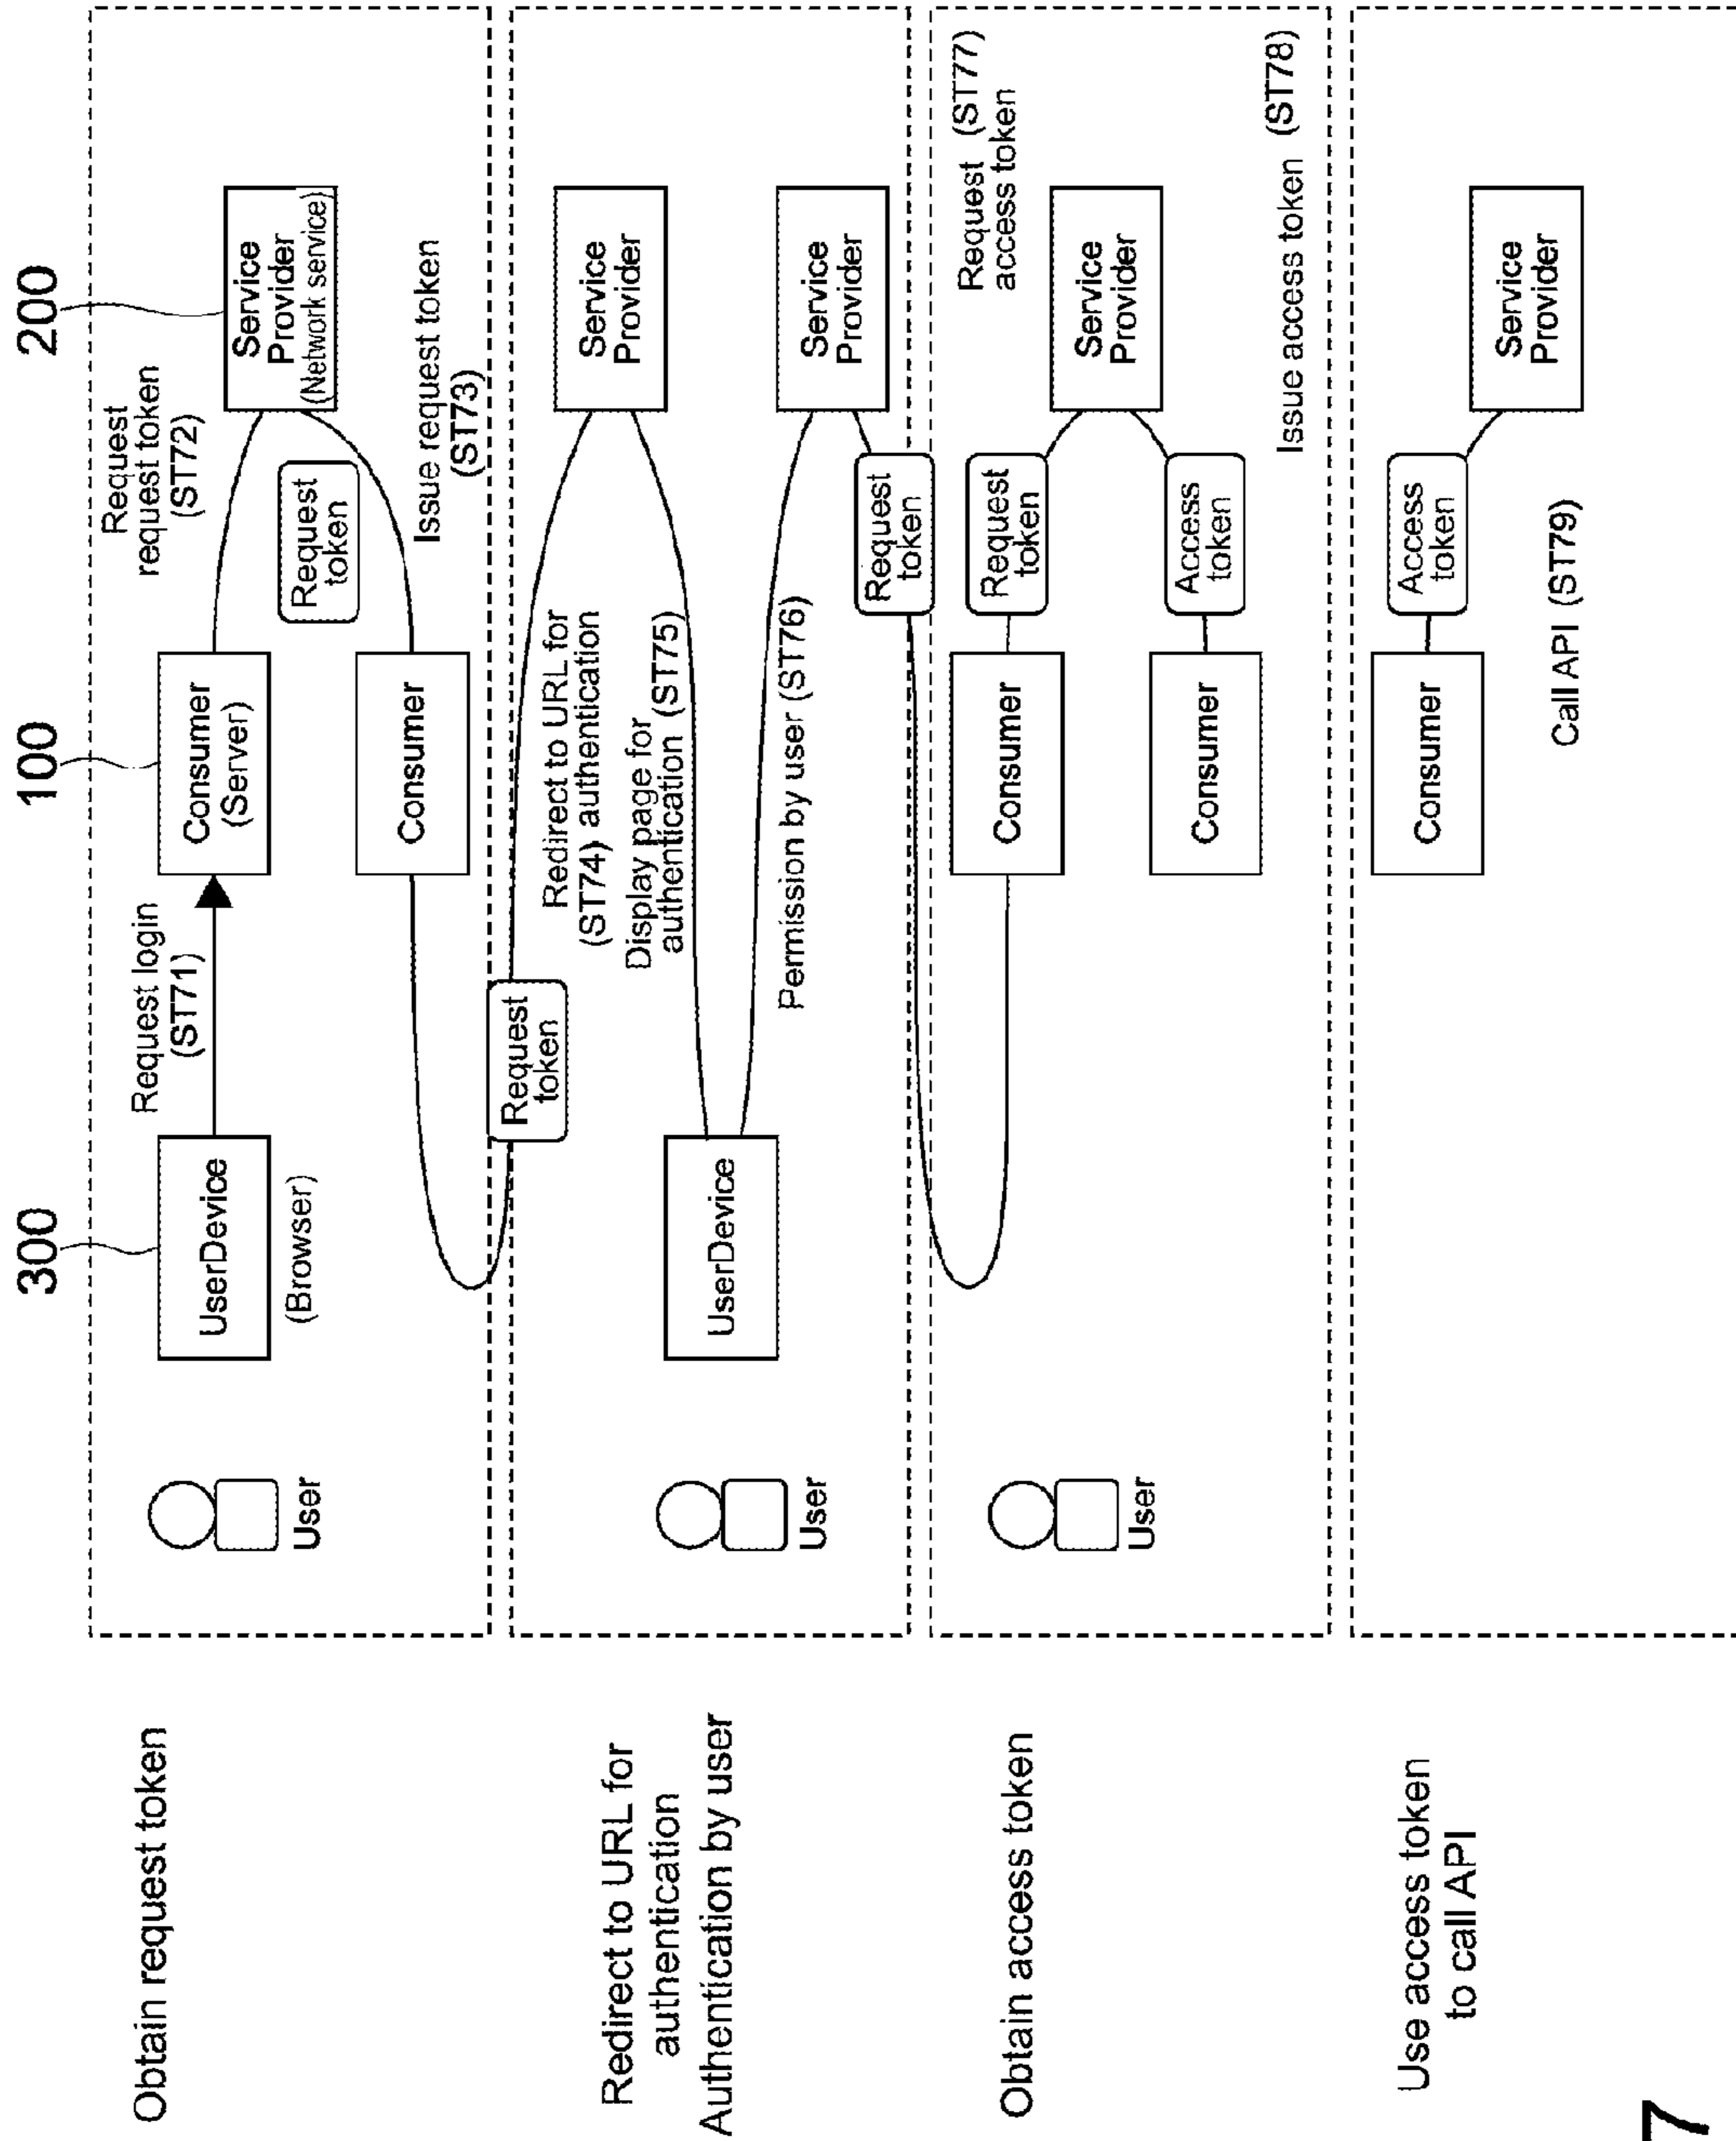 300
100
200
Obtain request token
User
UserDevice
(Browser)
Request login
(ST71)
Consumer
(Server)
Request
request token
(ST72)
Service
Provider
(Network service)
Request
token
Consumer
Issue request token
(ST73)
Redirect to URL for
authentication
Authentication by user
User
UserDevice
Request
token
Redirect to URL for
(ST74) authentication
Display page for
authentication (ST75)
Permission by user (ST76)
Service
Provider
Service
Provider
Request
token
Obtain access token
User
Consumer
Request
token
Request (ST77)
access token
Service
Provider
Consumer
Access
token
Issue access token (ST78)
Use access token
to call API
Consumer
Access
token
Service
Provider
Call API (ST79)
7